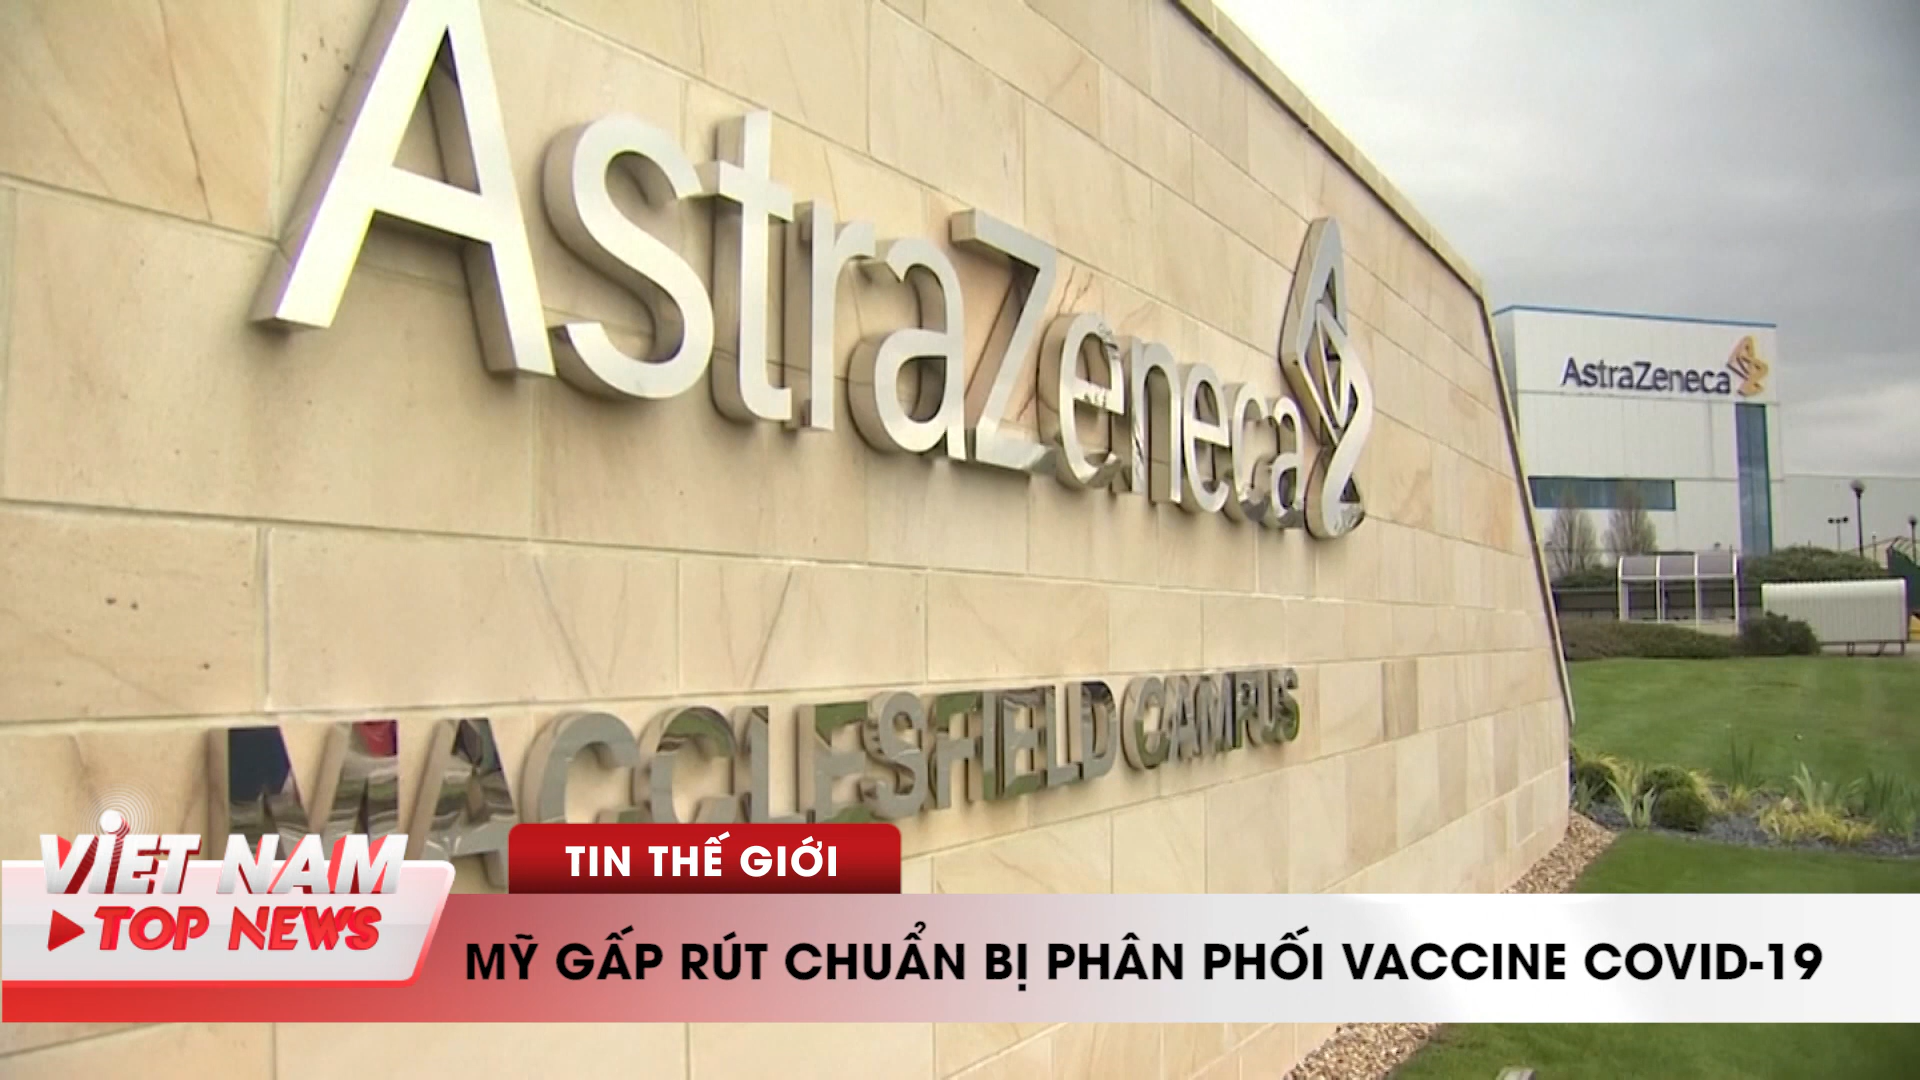 AstraZeneca
AstraZeneca
MACCLESFIELD CAMPUS
VIET NAM
TOP NEWS
TIN THẾ GIỚI
MỸ GẤP RÚT CHUẨN BỊ PHÂN PHỐI VACCINE COVID-19